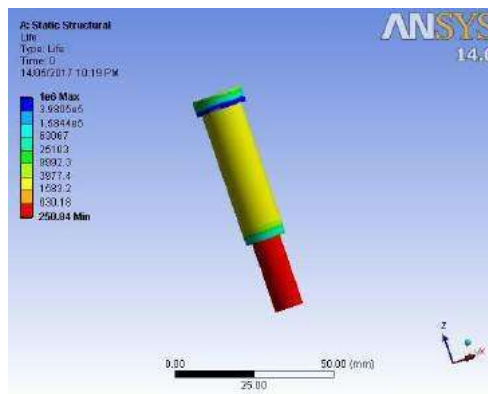 A: Static Structural
Life
Type: Life
Time: 0
14/05/2017 10:19 PM
1e6 Max
3.9805e5
1.5844e5
63067
25103
9992.3
3977.4
1583.2
630.18
250.84 Min
ANSYS
14.0
0.00
50.00 (mm)
25.00
Z
X